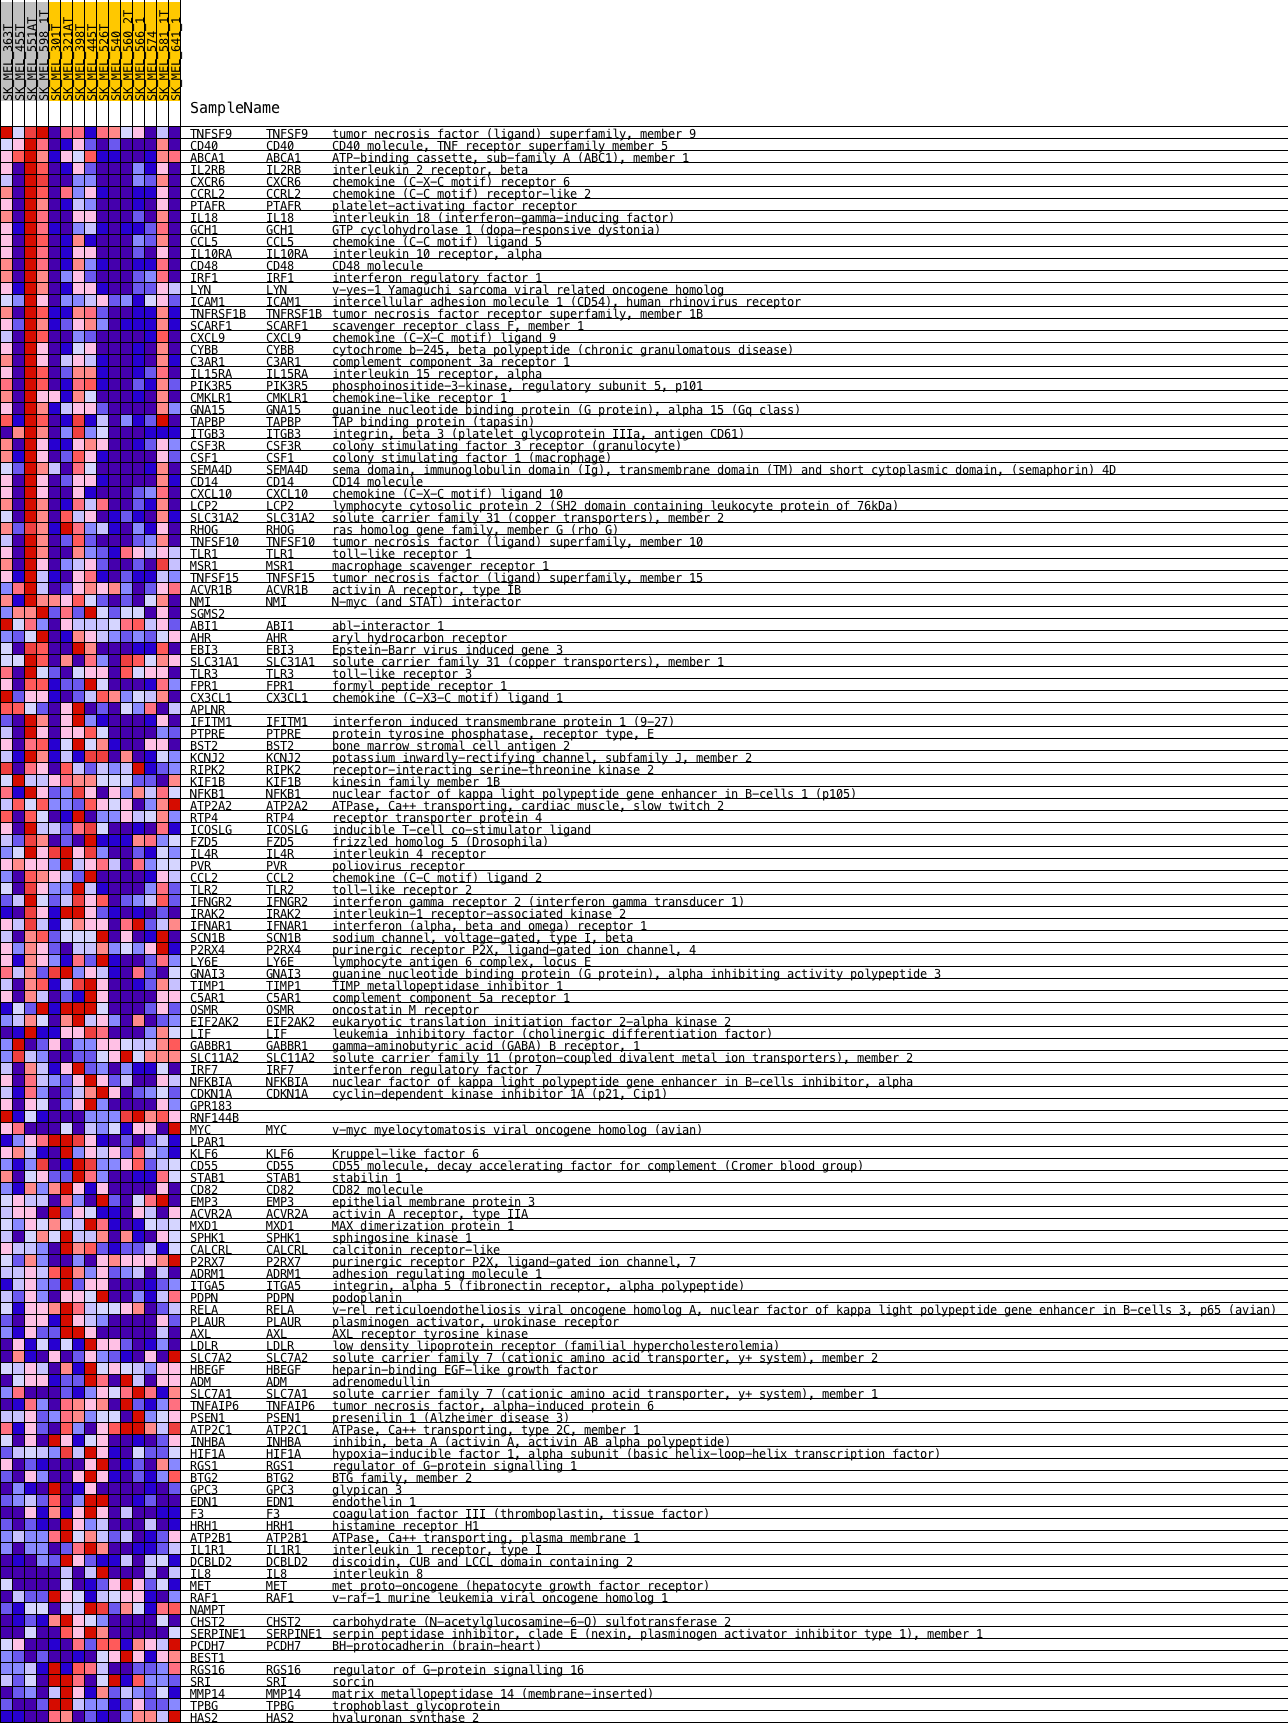 SK_MEL_363T
SK_MEL_455T
SK_MEL_551AT
SK_MEL_598_1T
SK_MEL_301T
SK_MEL_321AT
SK_MEL_398T
SK_MEL_445T
SK_MEL_526T
SK_MEL_540
SK_MEL_560_2T
SK_MEL_566_1
SK_MEL_574
SK_MEL_581_1T
SK_MEL_641_1
SampleName
TNFSF9 TNFSF9 tumor necrosis factor (ligand) superfamily, member 9
CD40 CD40 CD40 molecule, TNF receptor superfamily member 5
ABCA1 ABCA1 ATP-binding cassette, sub-family A (ABC1), member 1
IL2RB IL2RB interleukin 2 receptor, beta
CXCR6 CXCR6 chemokine (C-X-C motif) receptor 6
CCRL2 CCRL2 chemokine (C-C motif) receptor-like 2
PTAFR PTAFR platelet-activating factor receptor
IL18 IL18 interleukin 18 (interferon-gamma-inducing factor)
GCH1 GCH1 GTP cyclohydrolase 1 (dopa-responsive dystonia)
CCL5 CCL5 chemokine (C-C motif) ligand 5
IL10RA IL10RA interleukin 10 receptor, alpha
CD48 CD48 CD48 molecule
IRF1 IRF1 interferon regulatory factor 1
LYN LYN v-yes-1 Yamaguchi sarcoma viral related oncogene homolog
ICAM1 ICAM1 intercellular adhesion molecule 1 (CD54), human rhinovirus receptor
TNFRSF1B TNFRSF1B tumor necrosis factor receptor superfamily, member 1B
SCARF1 SCARF1 scavenger receptor class F, member 1
CXCL9 CXCL9 chemokine (C-X-C motif) ligand 9
CYBB CYBB cytochrome b-245, beta polypeptide (chronic granulomatous disease)
C3AR1 C3AR1 complement component 3a receptor 1
IL15RA IL15RA interleukin 15 receptor, alpha
PIK3R5 PIK3R5 phosphoinositide-3-kinase, regulatory subunit 5, p101
CMKLR1 CMKLR1 chemokine-like receptor 1
GNA15 GNA15 guanine nucleotide binding protein (G protein), alpha 15 (Gq class)
TAPBP TAPBP TAP binding protein (tapasin)
ITGB3 ITGB3 integrin, beta 3 (platelet glycoprotein IIIa, antigen CD61)
CSF3R CSF3R colony stimulating factor 3 receptor (granulocyte)
CSF1 CSF1 colony stimulating factor 1 (macrophage)
SEMA4D SEMA4D sema domain, immunoglobulin domain (Ig), transmembrane domain (TM) and short cytoplasmic domain, (semaphorin) 4D
CD14 CD14 CD14 molecule
CXCL10 CXCL10 chemokine (C-X-C motif) ligand 10
LCP2 LCP2 lymphocyte cytosolic protein 2 (SH2 domain containing leukocyte protein of 76kDa)
SLC31A2 SLC31A2 solute carrier family 31 (copper transporters), member 2
RHOG RHOG ras homolog gene family, member G (rho G)
TNFSF10 TNFSF10 tumor necrosis factor (ligand) superfamily, member 10
TLR1 TLR1 toll-like receptor 1
MSR1 MSR1 macrophage scavenger receptor 1
TNFSF15 TNFSF15 tumor necrosis factor (ligand) superfamily, member 15
ACVR1B ACVR1B activin A receptor, type IB
NMI NMI N-myc (and STAT) interactor
SGMS2
ABI1 ABI1 abl-interactor 1
AHR AHR aryl hydrocarbon receptor
EBI3 EBI3 Epstein-Barr virus induced gene 3
SLC31A1 SLC31A1 solute carrier family 31 (copper transporters), member 1
TLR3 TLR3 toll-like receptor 3
FPR1 FPR1 formyl peptide receptor 1
CX3CL1 CX3CL1 chemokine (C-X3-C motif) ligand 1
APLNR
IFITM1 IFITM1 interferon induced transmembrane protein 1 (9-27)
PTPRE PTPRE protein tyrosine phosphatase, receptor type, E
BST2 BST2 bone marrow stromal cell antigen 2
KCNJ2 KCNJ2 potassium inwardly-rectifying channel, subfamily J, member 2
RIPK2 RIPK2 receptor-interacting serine-threonine kinase 2
KIF1B KIF1B kinesin family member 1B
NFKB1 NFKB1 nuclear factor of kappa light polypeptide gene enhancer in B-cells 1 (p105)
ATP2A2 ATP2A2 ATPase, Ca++ transporting, cardiac muscle, slow twitch 2
RTP4 RTP4 receptor transporter protein 4
ICOSLG ICOSLG inducible T-cell co-stimulator ligand
FZD5 FZD5 frizzled homolog 5 (Drosophila)
IL4R IL4R interleukin 4 receptor
PVR PVR poliovirus receptor
CCL2 CCL2 chemokine (C-C motif) ligand 2
TLR2 TLR2 toll-like receptor 2
IFNGR2 IFNGR2 interferon gamma receptor 2 (interferon gamma transducer 1)
IRAK2 IRAK2 interleukin-1 receptor-associated kinase 2
IFNAR1 IFNAR1 interferon (alpha, beta and omega) receptor 1
SCN1B SCN1B sodium channel, voltage-gated, type I, beta
P2RX4 P2RX4 purinergic receptor P2X, ligand-gated ion channel, 4
LY6E LY6E lymphocyte antigen 6 complex, locus E
GNAI3 GNAI3 guanine nucleotide binding protein (G protein), alpha inhibiting activity polypeptide 3
TIMP1 TIMP1 TIMP metallopeptidase inhibitor 1
C5AR1 C5AR1 complement component 5a receptor 1
OSMR OSMR oncostatin M receptor
EIF2AK2 EIF2AK2 eukaryotic translation initiation factor 2-alpha kinase 2
LIF LIF leukemia inhibitory factor (cholinergic differentiation factor)
GABBR1 GABBR1 gamma-aminobutyric acid (GABA) B receptor, 1
SLC11A2 SLC11A2 solute carrier family 11 (proton-coupled divalent metal ion transporters), member 2
IRF7 IRF7 interferon regulatory factor 7
NFKBIA NFKBIA nuclear factor of kappa light polypeptide gene enhancer in B-cells inhibitor, alpha
CDKN1A CDKN1A cyclin-dependent kinase inhibitor 1A (p21, Cip1)
GPR183
RNF144B
MYC MYC v-myc myelocytomatosis viral oncogene homolog (avian)
LPAR1
KLF6 KLF6 Kruppel-like factor 6
CD55 CD55 CD55 molecule, decay accelerating factor for complement (Cromer blood group)
STAB1 STAB1 stabilin 1
CD82 CD82 CD82 molecule
EMP3 EMP3 epithelial membrane protein 3
ACVR2A ACVR2A activin A receptor, type IIA
MXD1 MXD1 MAX dimerization protein 1
SPHK1 SPHK1 sphingosine kinase 1
CALCRL CALCRL calcitonin receptor-like
P2RX7 P2RX7 purinergic receptor P2X, ligand-gated ion channel, 7
ADRM1 ADRM1 adhesion regulating molecule 1
ITGA5 ITGA5 integrin, alpha 5 (fibronectin receptor, alpha polypeptide)
PDPN PDPN podoplanin
RELA RELA v-rel reticuloendotheliosis viral oncogene homolog A, nuclear factor of kappa light polypeptide gene enhancer in B-cells 3, p65 (avian)
PLAUR PLAUR plasminogen activator, urokinase receptor
AXL AXL AXL receptor tyrosine kinase
LDLR LDLR low density lipoprotein receptor (familial hypercholesterolemia)
SLC7A2 SLC7A2 solute carrier family 7 (cationic amino acid transporter, y+ system), member 2
HBEGF HBEGF heparin-binding EGF-like growth factor
ADM ADM adrenomedullin
SLC7A1 SLC7A1 solute carrier family 7 (cationic amino acid transporter, y+ system), member 1
TNFAIP6 TNFAIP6 tumor necrosis factor, alpha-induced protein 6
PSEN1 PSEN1 presenilin 1 (Alzheimer disease 3)
ATP2C1 ATP2C1 ATPase, Ca++ transporting, type 2C, member 1
INHBA INHBA inhibin, beta A (activin A, activin AB alpha polypeptide)
HIF1A HIF1A hypoxia-inducible factor 1, alpha subunit (basic helix-loop-helix transcription factor)
RGS1 RGS1 regulator of G-protein signalling 1
BTG2 BTG2 BTG family, member 2
GPC3 GPC3 glypican 3
EDN1 EDN1 endothelin 1
F3 F3 coagulation factor III (thromboplastin, tissue factor)
HRH1 HRH1 histamine receptor H1
ATP2B1 ATP2B1 ATPase, Ca++ transporting, plasma membrane 1
IL1R1 IL1R1 interleukin 1 receptor, type I
DCBLD2 DCBLD2 discoidin, CUB and LCCL domain containing 2
IL8 IL8 interleukin 8
MET MET met proto-oncogene (hepatocyte growth factor receptor)
RAF1 RAF1 v-raf-1 murine leukemia viral oncogene homolog 1
NAMPT
CHST2 CHST2 carbohydrate (N-acetylglucosamine-6-O) sulfotransferase 2
SERPINE1 SERPINE1 serpin peptidase inhibitor, clade E (nexin, plasminogen activator inhibitor type 1), member 1
PCDH7 PCDH7 BH-protocadherin (brain-heart)
BEST1
RGS16 RGS16 regulator of G-protein signalling 16
SRI SRI sorcin
MMP14 MMP14 matrix metallopeptidase 14 (membrane-inserted)
TPBG TPBG trophoblast glycoprotein
HAS2 HAS2 hyaluronan synthase 2